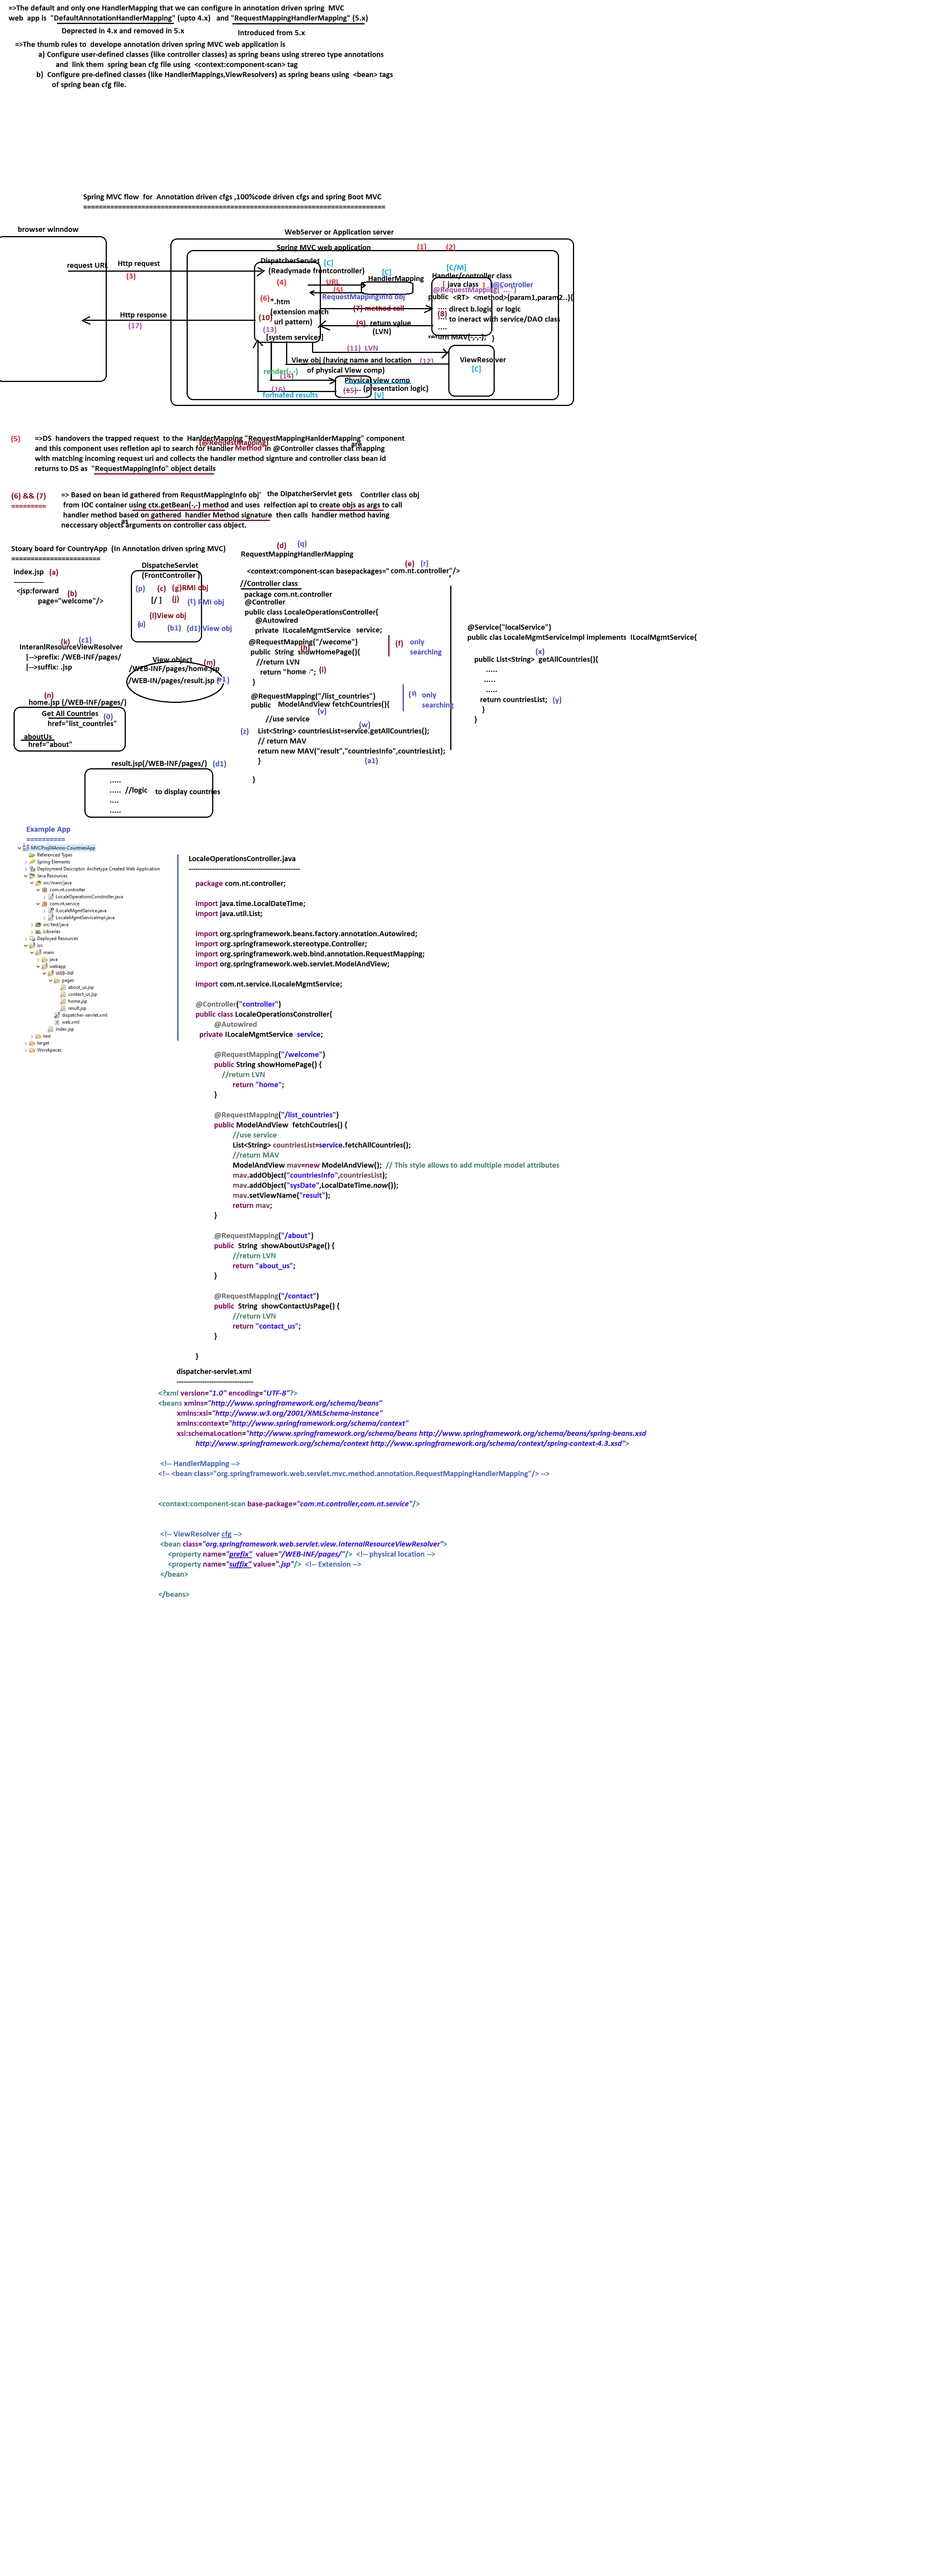 =>The default and only one HandlerMapping that we can configure in annotation driven spring MVC
web app is "DefaultAnnotationHandlerMapping" (upto 4.x) and "RequestMappingHandlerMapping" (5.x)
Deprected in 4.x and removed in 5.x
Introduced from 5.x
=>The thumb rules to develope annotation driven spring MVC web application is
a) Configure user-defined classes (like controller classes) as spring beans using strereo type annotations
and link them spring bean cfg file using <context:component-scan> tag
b) Configure pre-defined classes (like HandlerMappings,ViewResolvers) as spring beans using <bean> tags
of spring bean cfg file.
Spring MVC flow for Annotation driven cfgs ,100%code driven cfgs and spring Boot MVC
==============================================================================
browser winndow
WebServer or Application server
Spring MVC web application (1) (2)
DispatcherServlet [C]
(Readymade frontcontroller)
request URL
Http request
(3)
(4) URL
[C]
HandlerMapping
(5)
RequestMappingInfo obj
[C/M]
Handler/controller class
[ java class ] @Controller
@RequestMapping("...")
public <RT> <method>(param1,param2..){
.... direct b.logic or logic
(8)
.... to ineract with service/DAO class
....
return MAV(-,-,-); }
(6) *.htm
(extension match
url pattern)
(10)
(13)
[system services]
(7) method call
(9) return value
(LVN)
Http response
(17)
(11) LVN
View obj (having name and location
of physical View comp)
(12)
ViewResolver
[C]
render(-,-)
(14)
Physical view comp
(15) (presentation logic)
(16)
formated results
[V]
(5) =>DS handovers the trapped request to the HanlderMapping "RequestMappingHanlderMapping" component
(@RequestMapping)
are
and this component uses refletion api to search for Handler Method in @Controller classes that mapping
with matching incoming request uri and collects the handler method signture and controller class bean id
returns to DS as "RequestMappingInfo" object details
(6) && (7)
=========
=> Based on bean id gathered from RequstMappingInfo obj' the DipatcherServlet gets Contrller class obj
from IOC container using ctx.getBean(-,-) method and uses relfection api to create objs as args to call
handler method based on gathered handler Method signature then calls handler method having
neccessary objects as arguments on controller cass object.
Stoary board for CountryApp (In Annotation driven spring MVC)
=======================
index.jsp (a)
-------------
<jsp:forward (b)
page="welcome"/>
DispatcheServlet
(FrontController )
(p) (c) (g)RMI obj
[/ ] (j) (t) RMI obj
(l)View obj
(u)
(b1) (d1) View obj
(k) (c1)
InteranlResourceViewResolver
|-->prefix: /WEB-INF/pages/
|-->suffix: .jsp
View object (m)
/WEB-INF/pages/home.jsp
/WEB-IN/pages/result.jsp
(n)
home.jsp (/WEB-INF/pages/)
Get All Countries (0)
href="list_countries"
aboutUs
href="about"
result.jsp(/WEB-INF/pages/) (d1)
.....
..... //logic to display countries
....
.....
(d) (q)
RequestMappingHandlerMapping
(e) (r)
<context:component-scan basepackages=" com.nt.controller"/>
//Controller class
package com.nt.controller
@Controller
public class LocaleOperationsController{
@Autowired
private ILocaleMgmtService service;
@RequestMapping("/wecome")
(h)
public String showHomePage(){
//return LVN
return "home "; (i)
}
(f) only
searching
@RequestMapping("/list_countries")
public ModelAndView fetchCountries(){
(v)
(s) only
searching
//use service
(w)
(z) List<String> countriesList=service.getAllCountries();
// return MAV
return new MAV("result","countriesInfo",countriesList);
} (a1)
}
@Service("localService")
public class LocaleMgmtServiceImpl implements ILocalMgmtService{
(x)
public List<String> getAllCountries(){
.....
.....
.....
return countriesList; (y)
}
}
Example App
==========
MVCProj04Anno-CountriesApp
Referenced Types
Spring Elements
Deployment Descriptor: Archetype Created Web Application
Java Resources
src/main/java
com.nt.controller
LocaleOperationsConstroller.java
com.nt.service
ILocaleMgmtService.java
LocaleMgmtServiceImpl.java
src/test/java
Libraries
Deployed Resources
src
main
java
webapp
WEB-INF
pages
about_us.jsp
contact_us.jsp
home.jsp
result.jsp
dispatcher-servlet.xml
web.xml
index.jsp
test
target
Worskpaces
LocaleOperationsController.java
-----------------------------------------------
package com.nt.controller;
import java.time.LocalDateTime;
import java.util.List;
import org.springframework.beans.factory.annotation.Autowired;
import org.springframework.stereotype.Controller;
import org.springframework.web.bind.annotation.RequestMapping;
import org.springframework.web.servlet.ModelAndView;
import com.nt.service.ILocaleMgmtService;
@Controller("controller")
public class LocaleOperationsConstroller{
@Autowired
private ILocaleMgmtService service;
@RequestMapping("/welcome")
public String showHomePage() {
//return LVN
return "home";
}
@RequestMapping("/list_countries")
public ModelAndView fetchCoutries() {
//use service
List<String> countriesList=service.fetchAllCountries();
//return MAV
ModelAndView mav=new ModelAndView(); // This style allows to add multiple model attributes
mav.addObject("countriesInfo",countriesList);
mav.addObject("sysDate",LocalDateTime.now());
mav.setViewName("result");
return mav;
}
@RequestMapping("/about")
public String showAboutUsPage() {
//return LVN
return "about_us";
}
@RequestMapping("/contact")
public String showContactUsPage() {
//return LVN
return "contact_us";
}
}
dispatcher-servlet.xml
--------------------------------
<?xml version="1.0" encoding="UTF-8"?>
<beans xmlns="http://www.springframework.org/schema/beans"
xmlns:xsi="http://www.w3.org/2001/XMLSchema-instance"
xmlns:context="http://www.springframework.org/schema/context"
xsi:schemaLocation="http://www.springframework.org/schema/beans http://www.springframework.org/schema/beans/spring-beans.xsd
http://www.springframework.org/schema/context http://www.springframework.org/schema/context/spring-context-4.3.xsd">
<!-- HandlerMapping -->
<!-- <bean class="org.springframework.web.servlet.mvc.method.annotation.RequestMappingHandlerMapping"/> -->
<context:component-scan base-package="com.nt.controller,com.nt.service"/>
<!-- ViewResolver cfg -->
<bean class="org.springframework.web.servlet.view.InternalResourceViewResolver">
<property name="prefix" value="/WEB-INF/pages/"/> <!-- physical location -->
<property name="suffix" value=".jsp"/> <!-- Extension -->
</bean>
</beans>